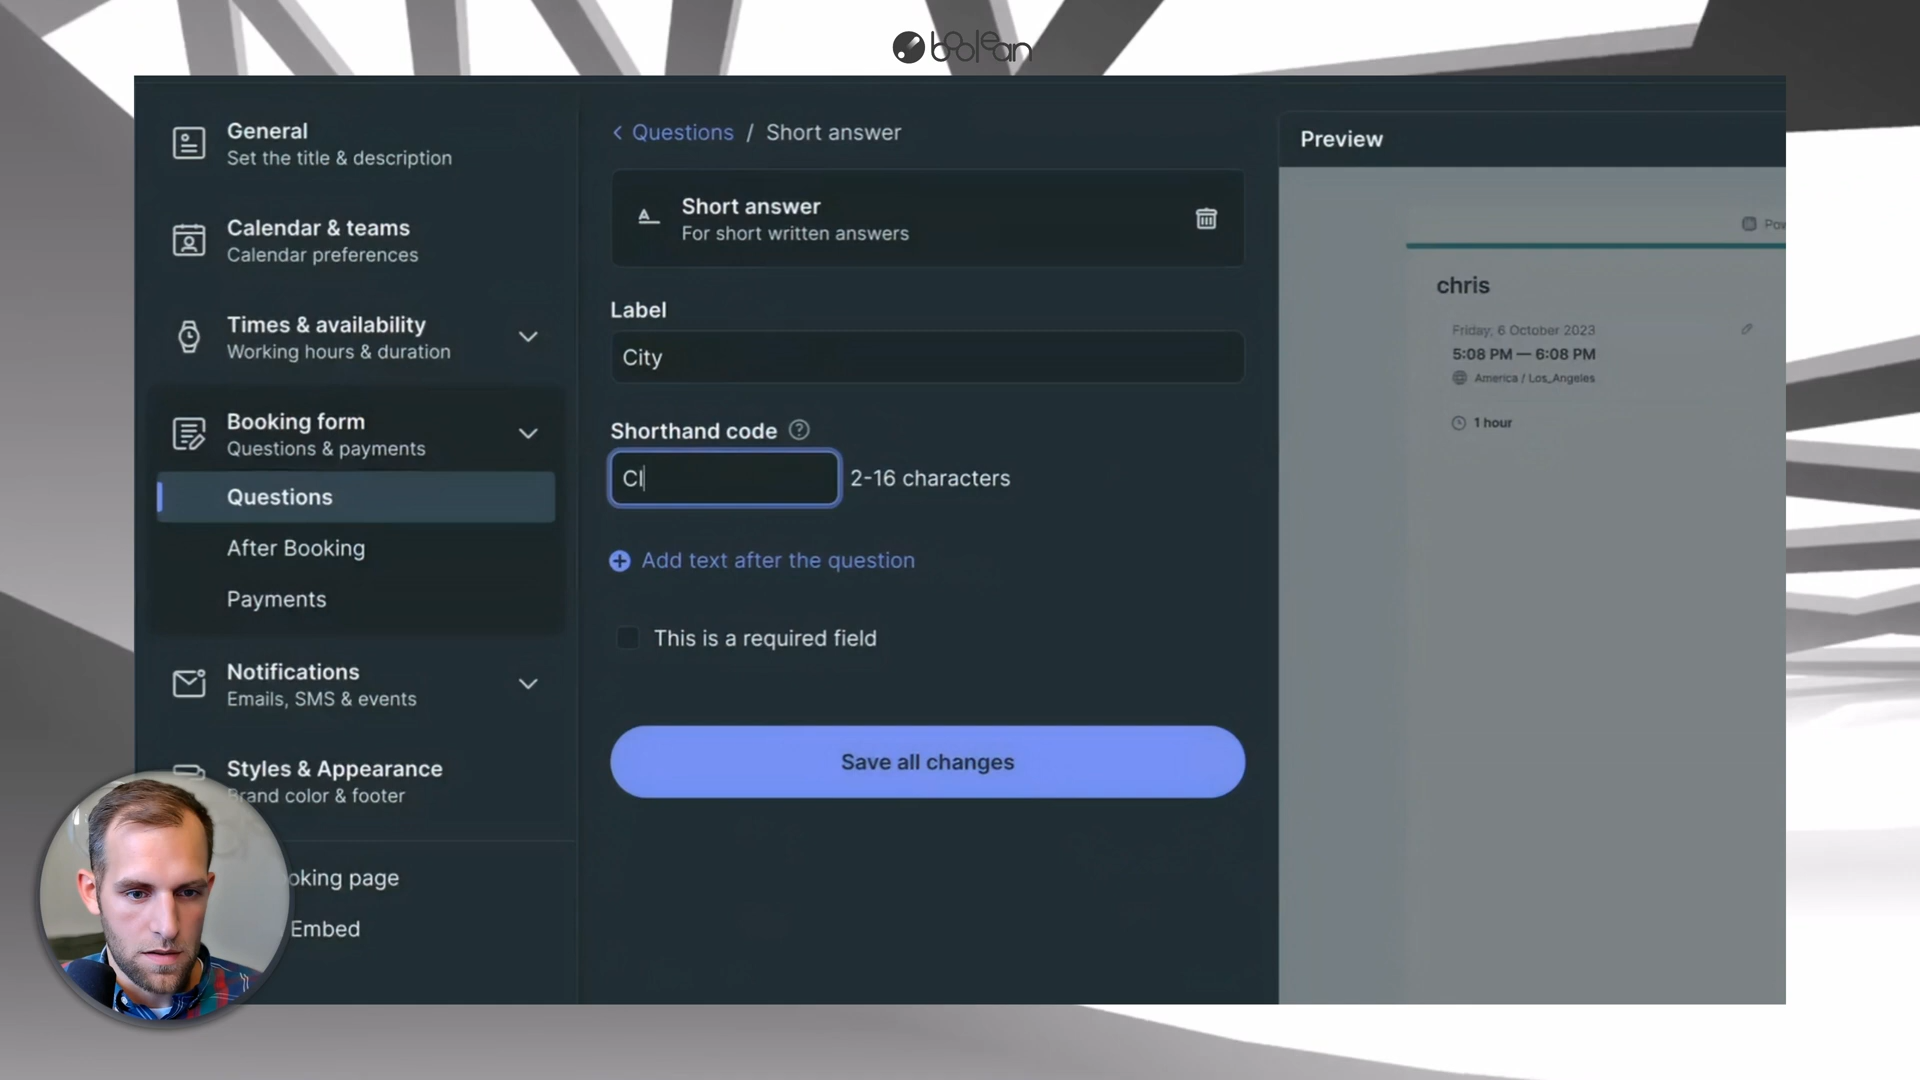 boolean
General
Set the title & description
Calendar & teams
Calendar preferences
Times & availability
Working hours & duration
Booking form
Questions & payments
Questions
After Booking
Payments
Notifications
Emails, SMS & events
Styles & Appearance
Brand color & footer
oking page
Embed
Questions / Short answer
Short answer
For short written answers
Label
City
Shorthand code
CI
2-16 characters
Add text after the question
This is a required field
Save all changes
Preview
Pow
chris
Friday, 6 October 2023
5:08 PM — 6:08 PM
America / Los_Angeles
1 hour